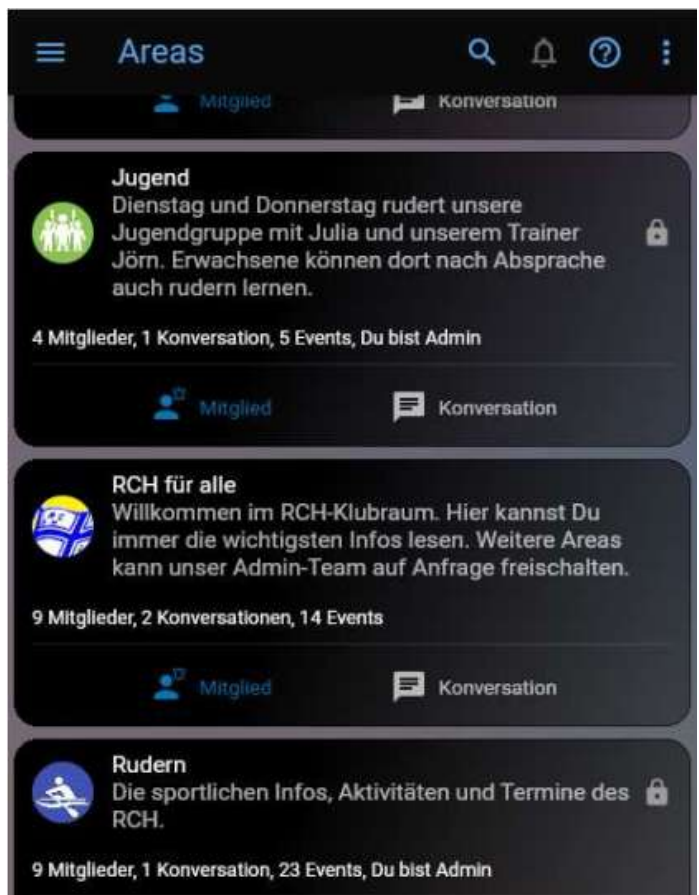 Areas
Mitglied
Konversation
Jugend
Dienstag und Donnerstag rudert unsere
Jugendgruppe mit Julia und unserem Trainer
Jörn. Erwachsene können dort nach Absprache
auch rudern lernen.
4 Mitglieder, 1 Konversation, 5 Events, Du bist Admin
Mitglied
Konversation
RCH für alle
Willkommen im RCH-Klubraum. Hier kannst Du
immer die wichtigsten Infos lesen. Weitere Areas
kann unser Admin-Team auf Anfrage freischalten.
9 Mitglieder, 2 Konversationen, 14 Events
Mitglied
Konversation
Rudern
Die sportlichen Infos, Aktivitäten und Termine des
RCH.
9 Mitglieder, 1 Konversation, 23 Events, Du bist Admin